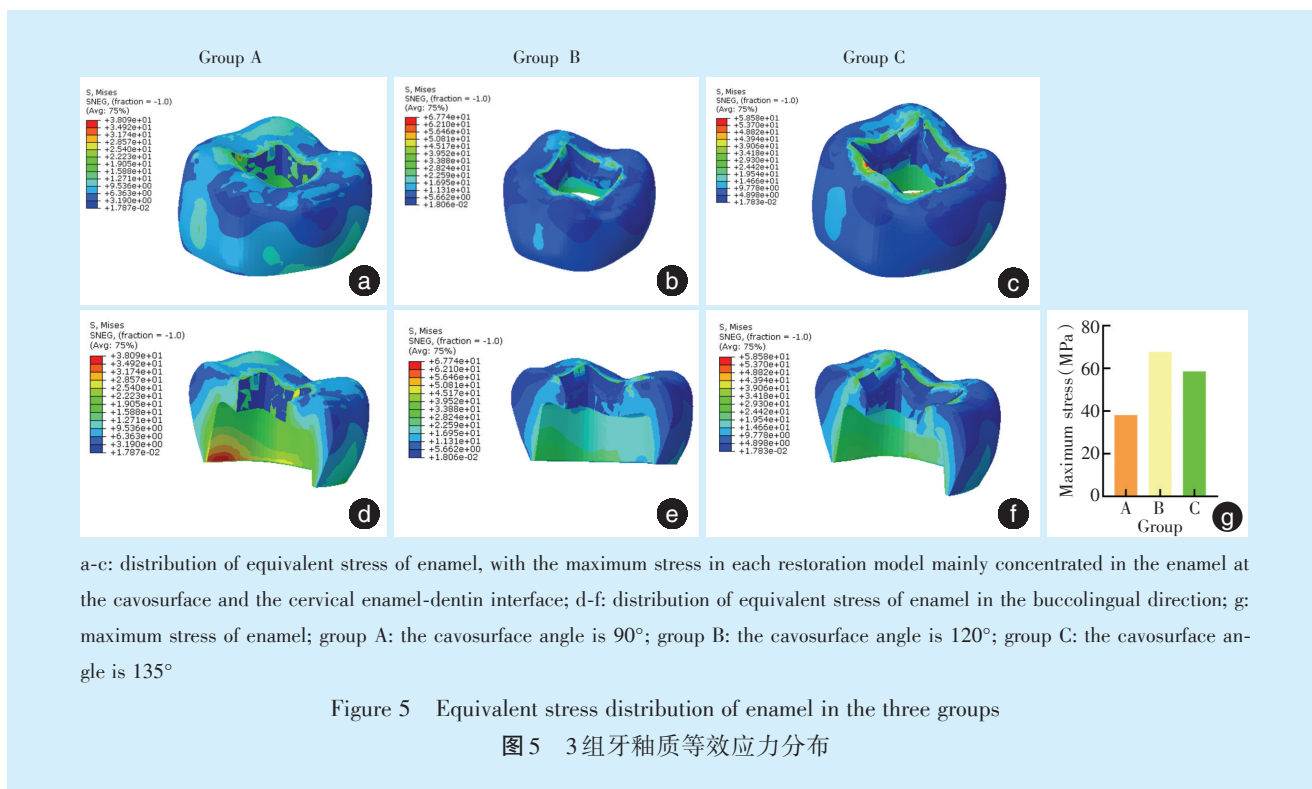 Group A
Group B
Group C
S, Mises
SNEG, (fraction = -1.0)
(Avg: 75%)
+3.809e+01
+3.492e+01
+3.174e+01
+2.857e+01
+2.540e+01
+2.223e+01
+1.905e+01
+1.588e+01
+1.271e+01
+9.536e+00
+6.363e+00
+3.190e+00
+1.787e-02
a
S, Mises
SNEG, (fraction = -1.0)
(Avg: 75%)
+6.774e+01
+6.210e+01
+5.646e+01
+5.081e+01
+4.517e+01
+3.952e+01
+3.388e+01
+2.824e+01
+2.259e+01
+1.695e+01
+1.131e+01
+5.662e+00
+1.806e-02
b
S, Mises
SNEG, (fraction = -1.0)
(Avg: 75%)
+5.858e+01
+5.370e+01
+4.882e+01
+4.394e+01
+3.906e+01
+3.418e+01
+2.930e+01
+2.442e+01
+1.954e+01
+1.466e+01
+9.778e+00
+4.898e+00
+1.783e-02
c
S, Mises
SNEG, (fraction = -1.0)
(Avg: 75%)
+3.809e+01
+3.492e+01
+3.174e+01
+2.857e+01
+2.540e+01
+2.223e+01
+1.905e+01
+1.588e+01
+1.271e+01
+9.536e+00
+6.363e+00
+3.190e+00
+1.787e-02
d
S, Mises
SNEG, (fraction = -1.0)
(Avg: 75%)
+6.774e+01
+6.210e+01
+5.646e+01
+5.081e+01
+4.517e+01
+3.952e+01
+3.388e+01
+2.824e+01
+2.259e+01
+1.695e+01
+1.131e+01
+5.662e+00
+1.806e-02
e
S, Mises
SNEG, (fraction = -1.0)
(Avg: 75%)
+5.858e+01
+5.370e+01
+4.882e+01
+4.394e+01
+3.906e+01
+3.418e+01
+2.930e+01
+2.442e+01
+1.954e+01
+1.466e+01
+9.778e+00
+4.898e+00
+1.783e-02
f
Maximum stress(MPa)
80
60
40
20
0
A B C
Group
g
a-c: distribution of equivalent stress of enamel, with the maximum stress in each restoration model mainly concentrated in the enamel at
the cavosurface and the cervical enamel-dentin interface; d-f: distribution of equivalent stress of enamel in the buccolingual direction; g:
maximum stress of enamel; group A: the cavosurface angle is 90°; group B: the cavosurface angle is 120°; group C: the cavosurface an-
gle is 135°
Figure 5 Equivalent stress distribution of enamel in the three groups
图5 3组牙釉质等效应力分布